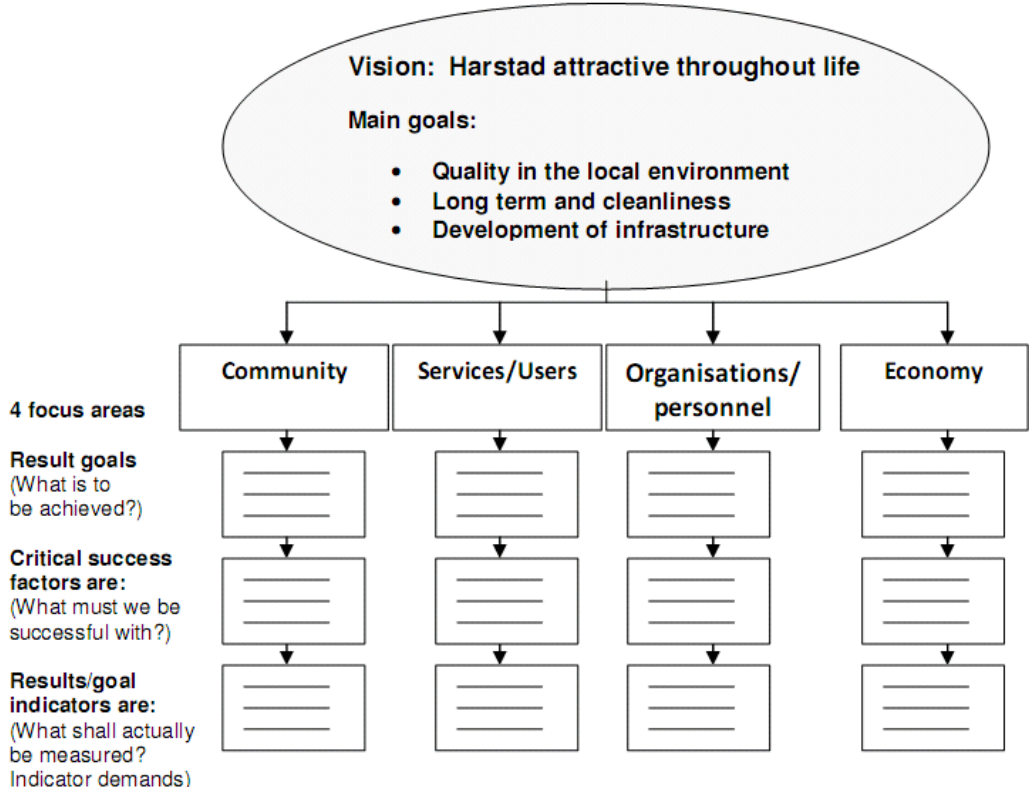 Vision: Harstad attractive throughout life
Main goals:
• Quality in the local environment
• Long term and cleanliness
• Development of infrastructure
Community
Services/Users
Organisations/
personnel
Economy
4 focus areas
Result goals
(What is to
be achieved?)
Critical success
factors are:
(What must we be
successful with?)
Results/goal
indicators are:
(What shall actually
be measured?
Indicator demands)